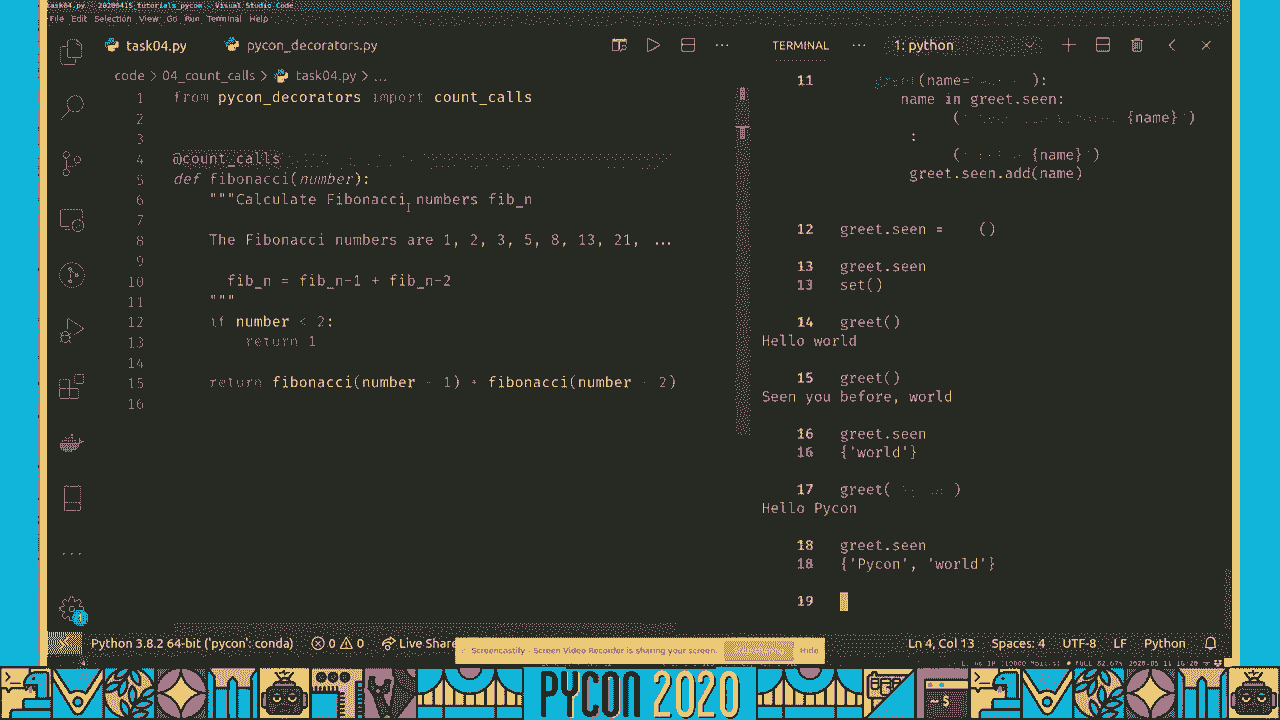 task04.py - 20200415_tutorials_pycon - Visual Studio Code
File Edit Selection View Go Run Terminal Help
task04.py pycon_decorators.py ...
code > 04_count_calls > task04.py > ...
1 from pycon_decorators import count_calls
2
3
4 @count_calls
5 def fibonacci(number):
6 """Calculate Fibonacci numbers fib_n
7
8 The Fibonacci numbers are 1, 2, 3, 5, 8, 13, 21, ...
9
10 fib_n = fib_n-1 + fib_n-2
11 """
12 if number < 2:
13 return 1
14
15 return fibonacci(number - 1) + fibonacci(number - 2)
16
TERMINAL ... 1: python
11 greet(name= ):
name in greet.seen:
( {name} )
:
( {name} )
greet.seen.add(name)
12 greet.seen = ()
13 greet.seen
13 set()
14 greet()
Hello world
15 greet()
Seen you before, world
16 greet.seen
16 {'world'}
17 greet( )
Hello Pycon
18 greet.seen
18 {'Pycon', 'world'}
19
Python 3.8.2 64-bit ('pycon': conda) 0 0 Live Share
Ln 4, Col 13 Spaces: 4 UTF-8 LF Python
Screencastify - Screen Video Recorder is sharing your screen. Hide
PYCON 2020